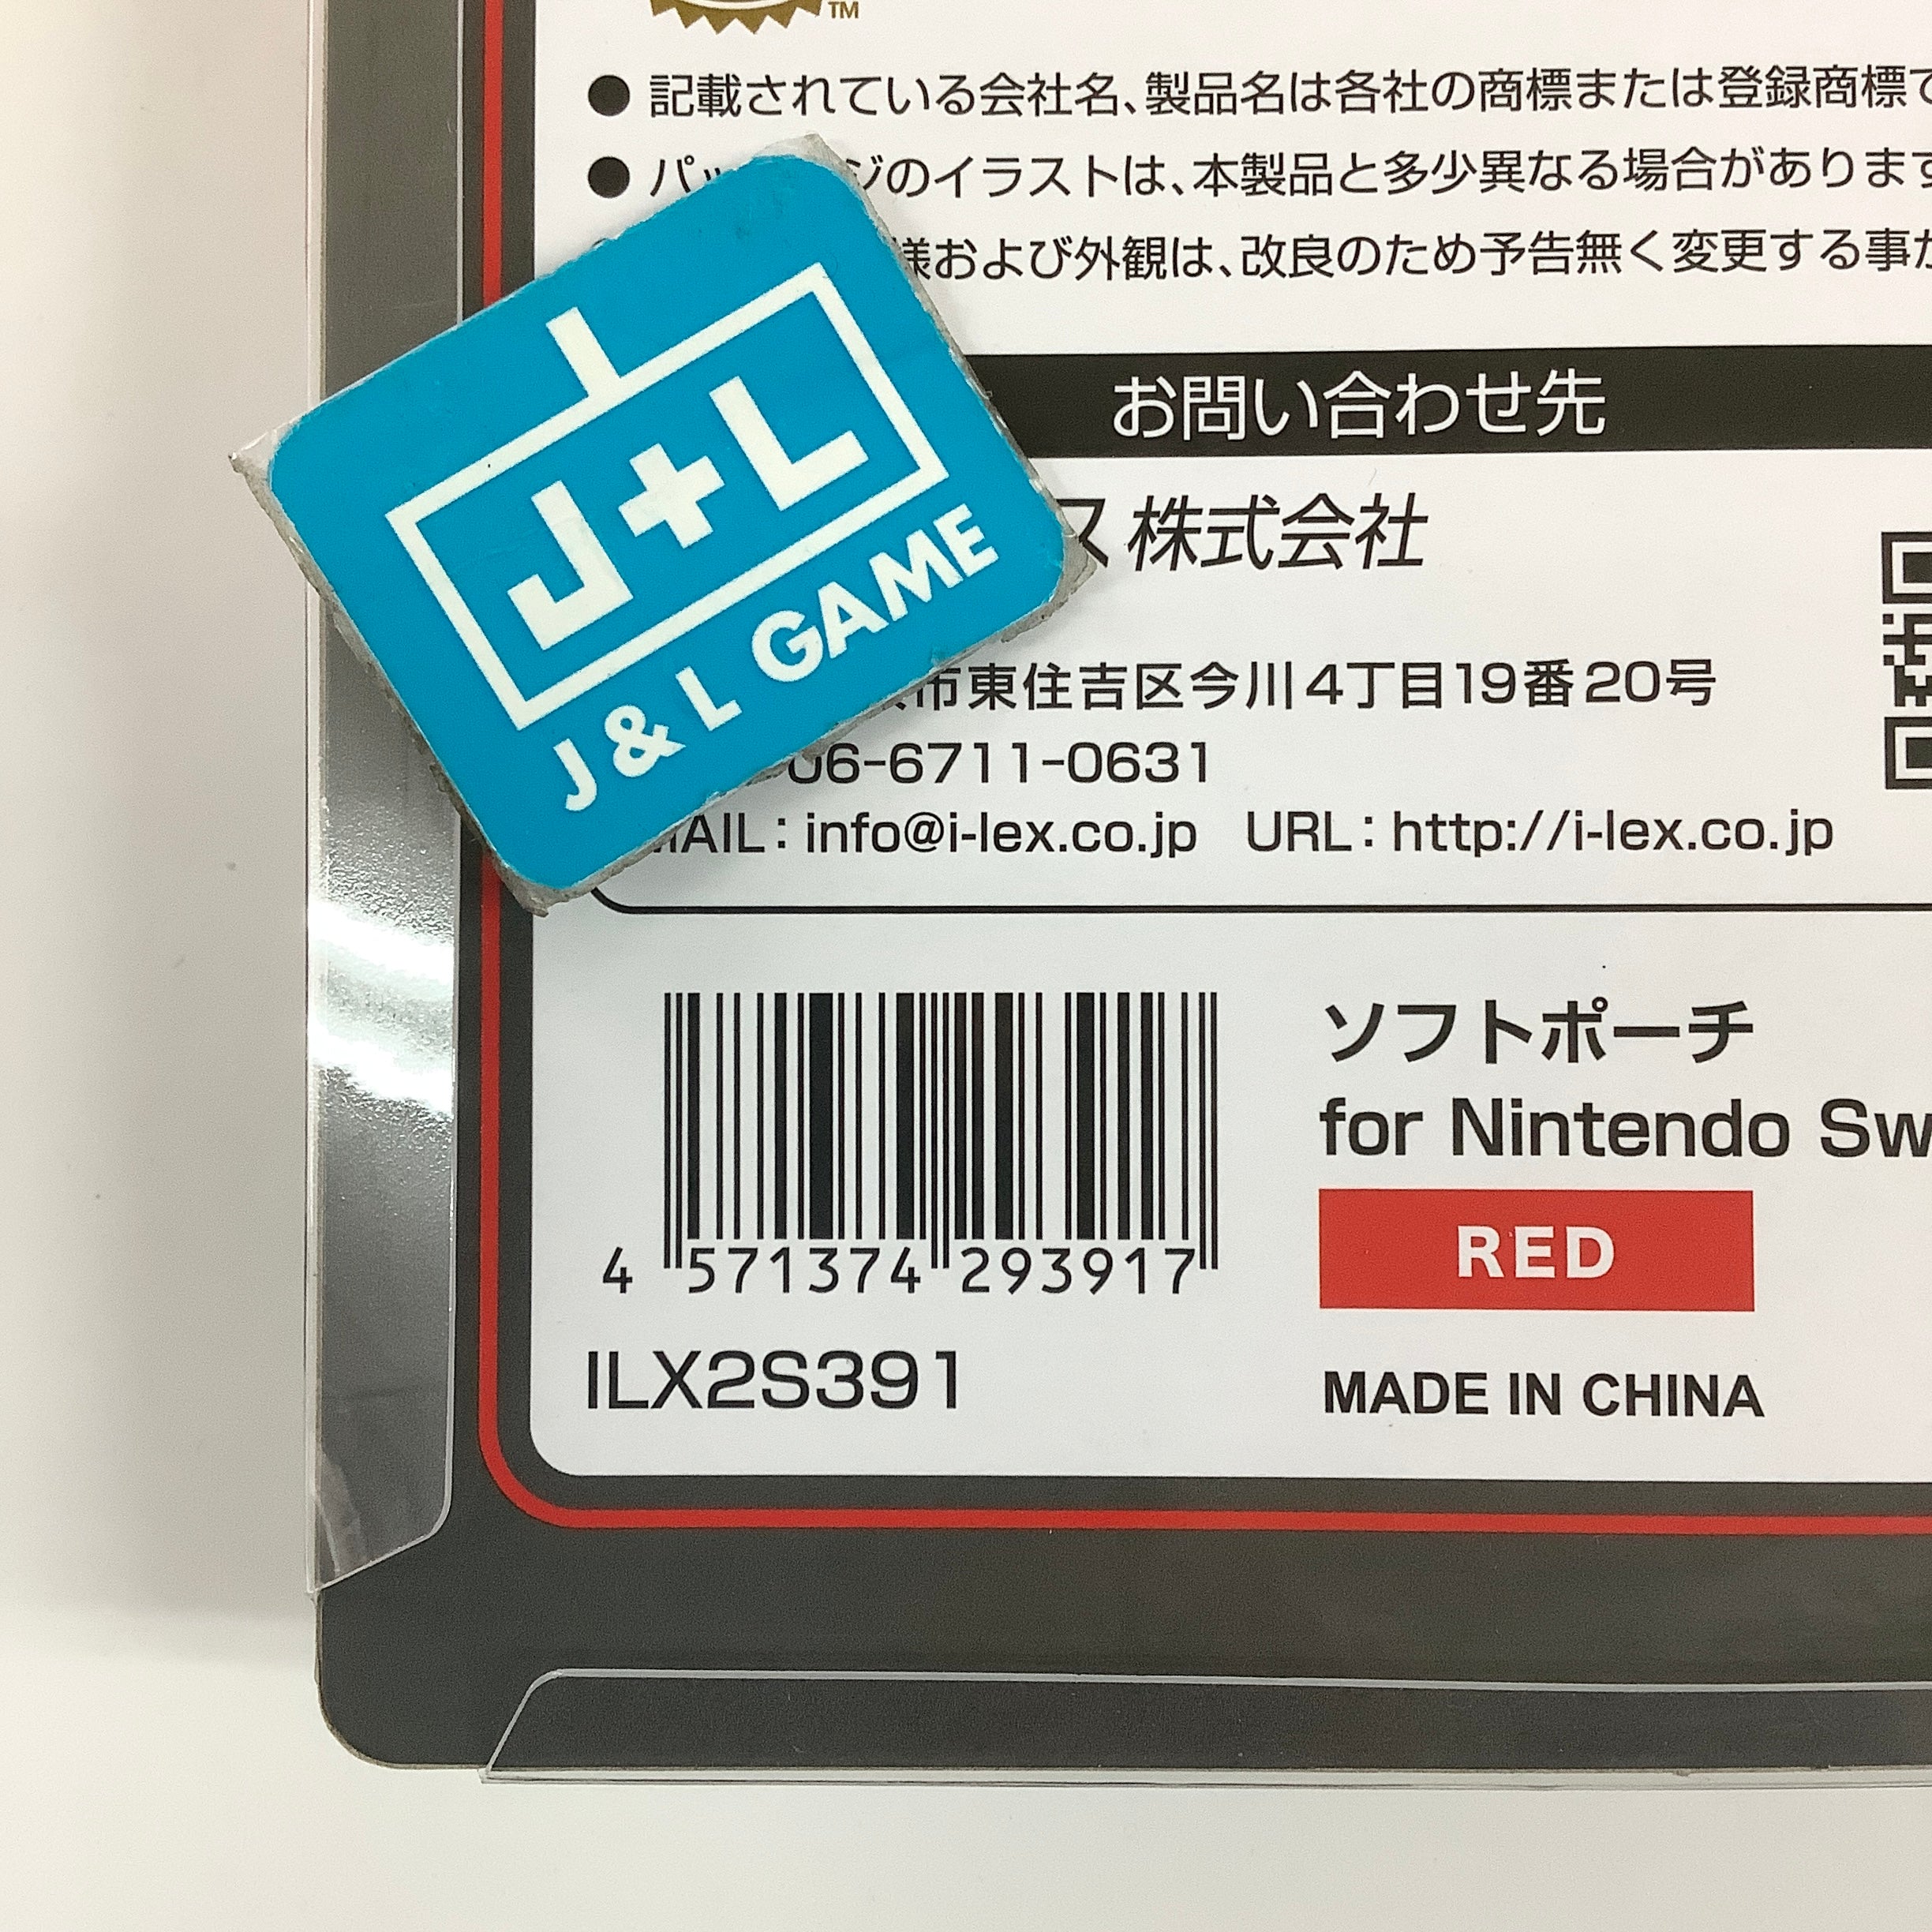 TM
● 記載されている会社名、製品名は各社の商標または登録商標で
● ジのイラストは、本製品と多少異なる場合があります
様および外観は、改良のため予告無く変更する事が
お問い合わせ先
ス 株式会社
市東住吉区今川4丁目19番20号
06-6711-0631
MAIL : info@i-lex.co.jp URL : http://i-lex.co.jp
J+L
J & L GAME
4 571374 293917
ILX2S391
ソフトポーチ
for Nintendo Sw
RED
MADE IN CHINA